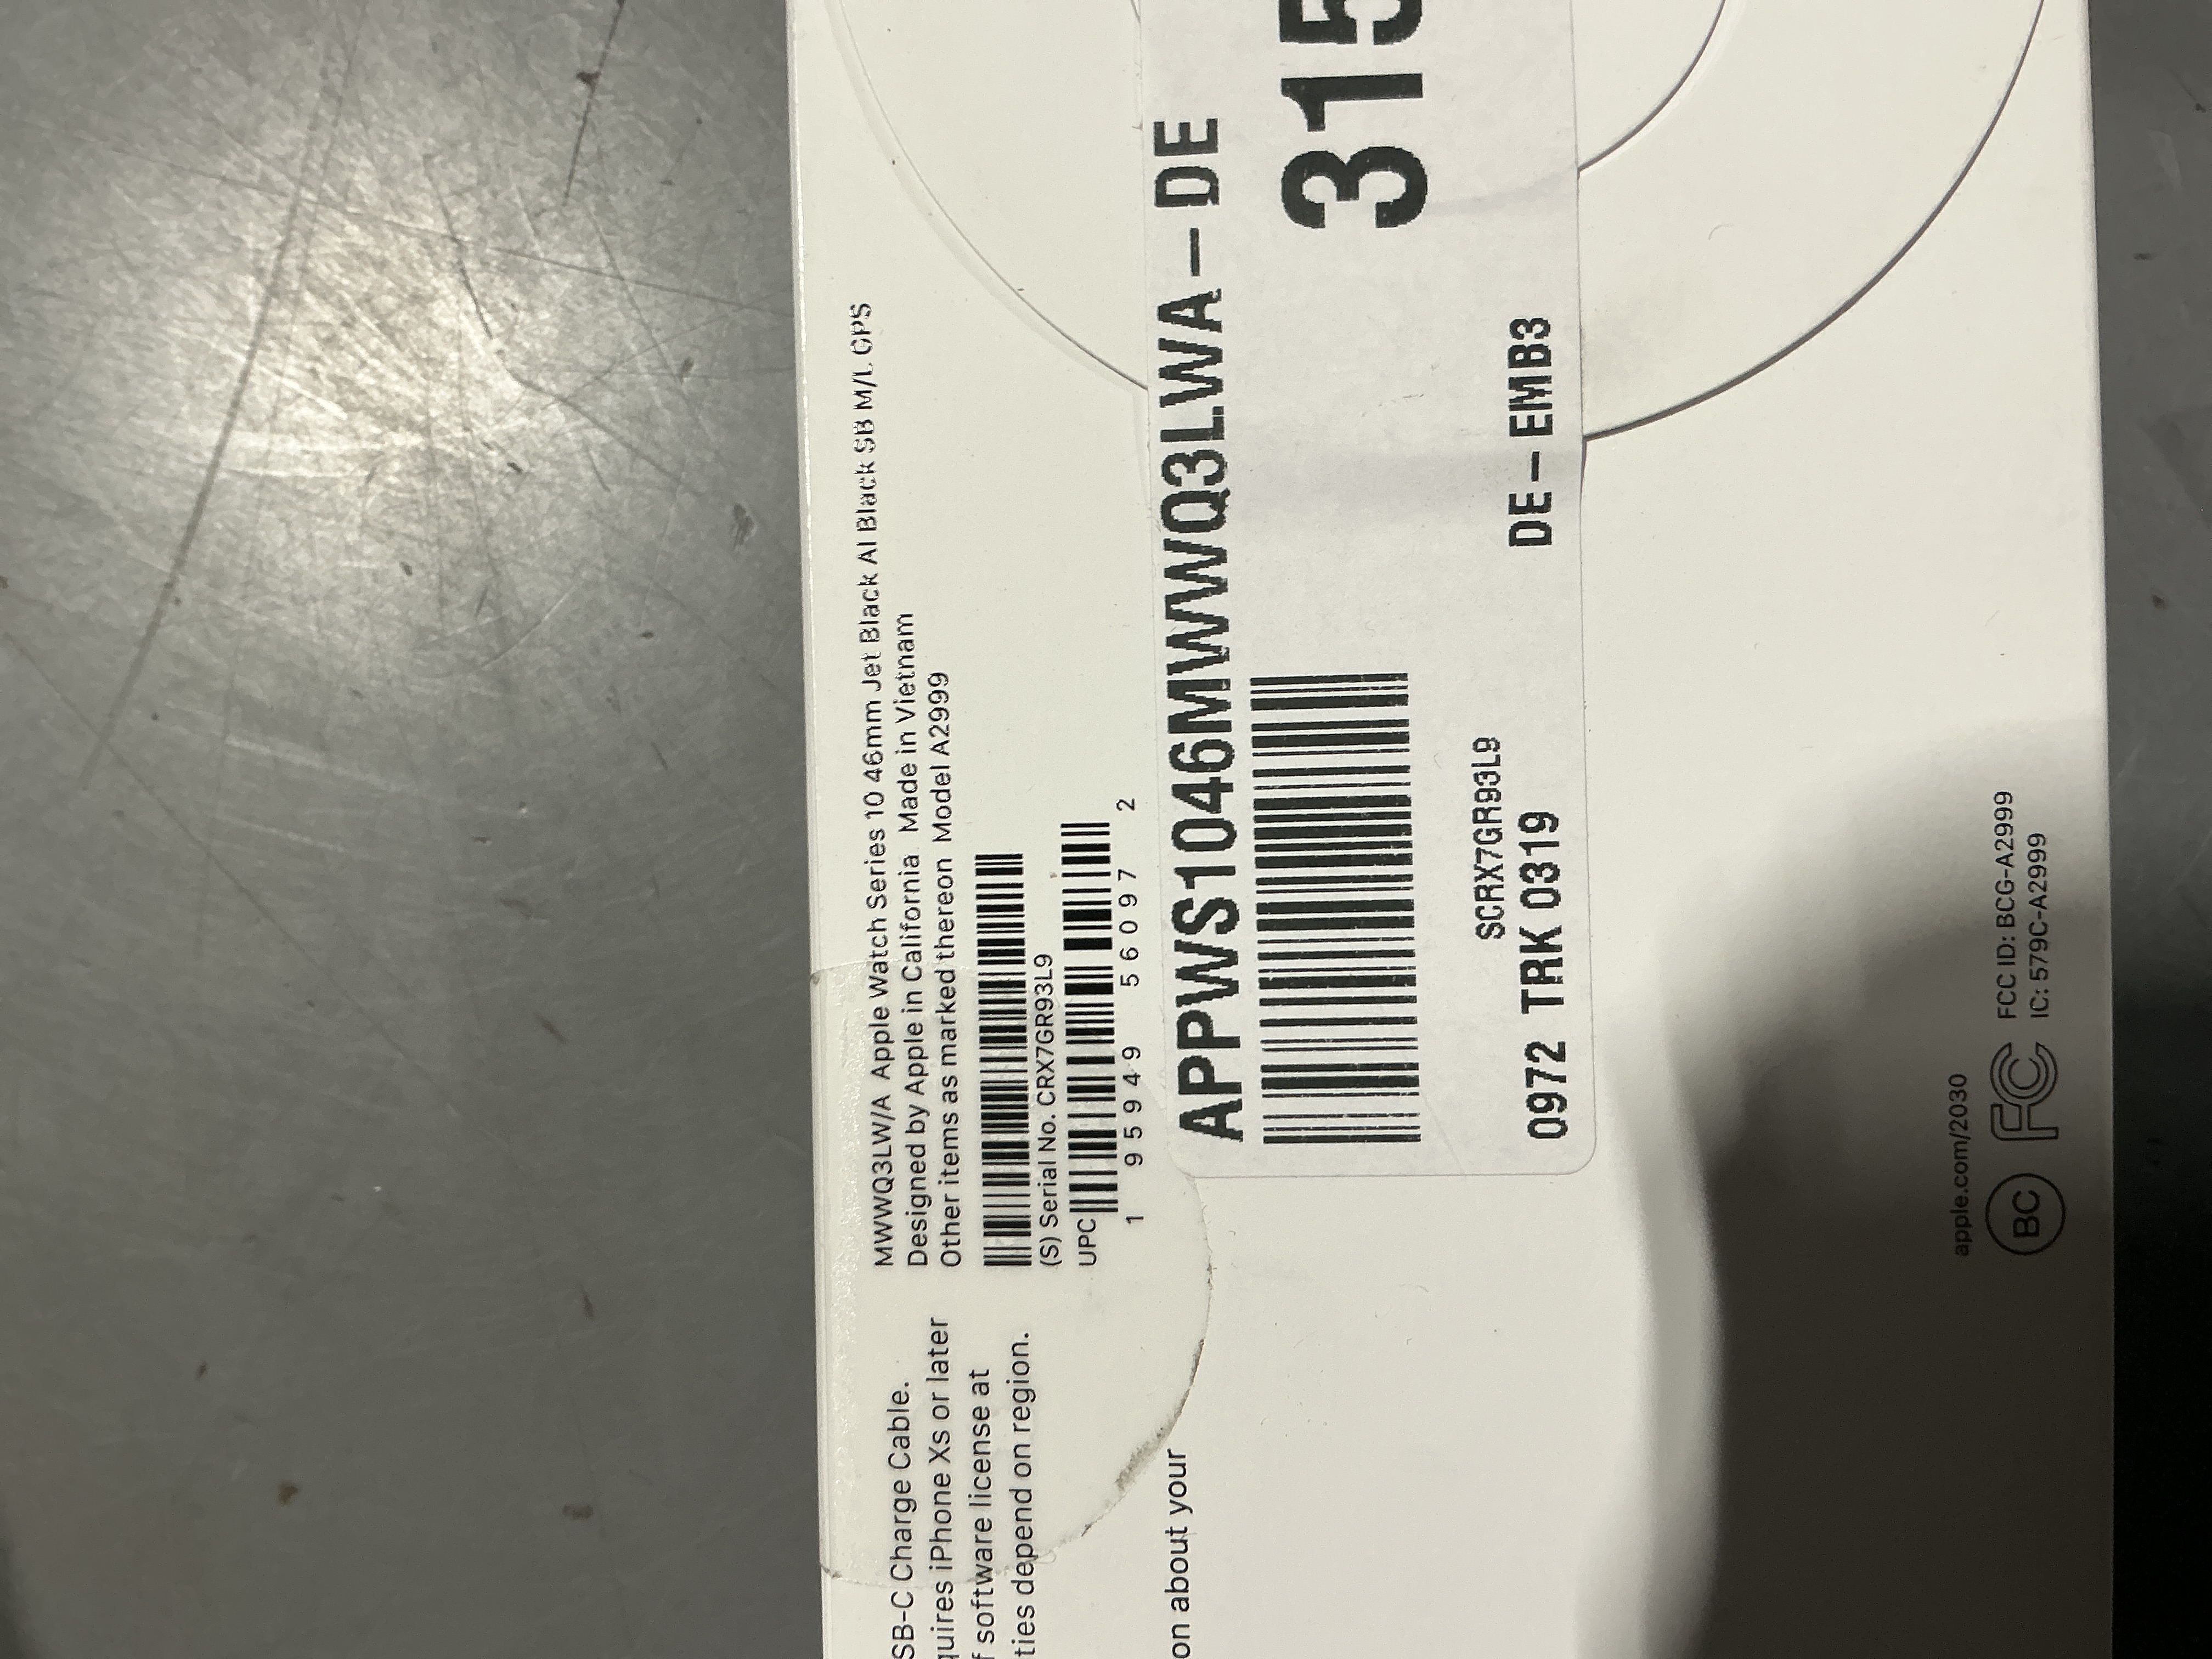 MWWQ3LW/A Apple Watch Series 10 46mm Jet Black Al Black SB M/L GPS
Designed by Apple in California Made in Vietnam
Other items as marked thereon Model A2999
(S) Serial No. CRX7GR93L9
UPC
1 95949 56097 2
SB-C Charge Cable.
quires iPhone Xs or later
f software license at
ties depend on region.
on about your
APPWS1046MWWQ3LWA-DE
315
SCRX7GR93L9
0972 TRK 0319
DE-EMB3
apple.com/2030
BC FC FCC ID: BCG-A2999
IC: 579C-A2999